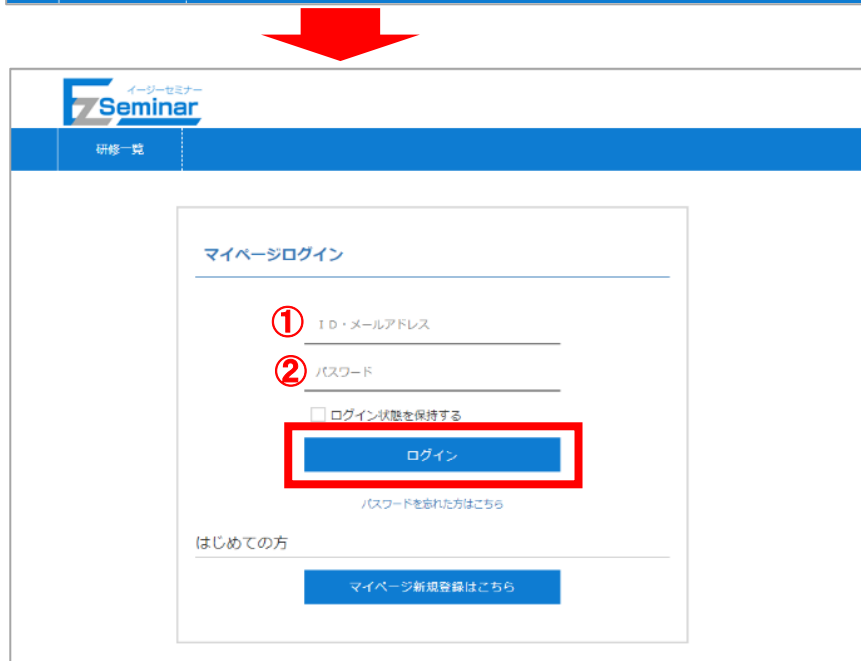 イージーセミナー
EZSeminar
研修一覧
マイページログイン
① ＩＤ・メールアドレス
② パスワード
ログイン状態を保持する
ログイン
パスワードを忘れた方はこちら
はじめての方
マイページ新規登録はこちら